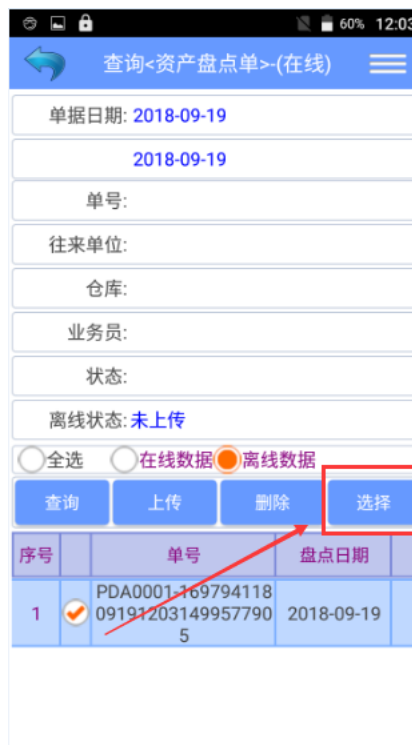 60% 12:03
查询<资产盘点单>-(在线)
单据日期: 2018-09-19
2018-09-19
单号:
往来单位:
仓库:
业务员:
状态:
离线状态: 未上传
全选 在线数据 离线数据
查询 上传 删除 选择
序号 单号 盘点日期
1 PDA0001-169794118 2018-09-19
09191203149957790
5